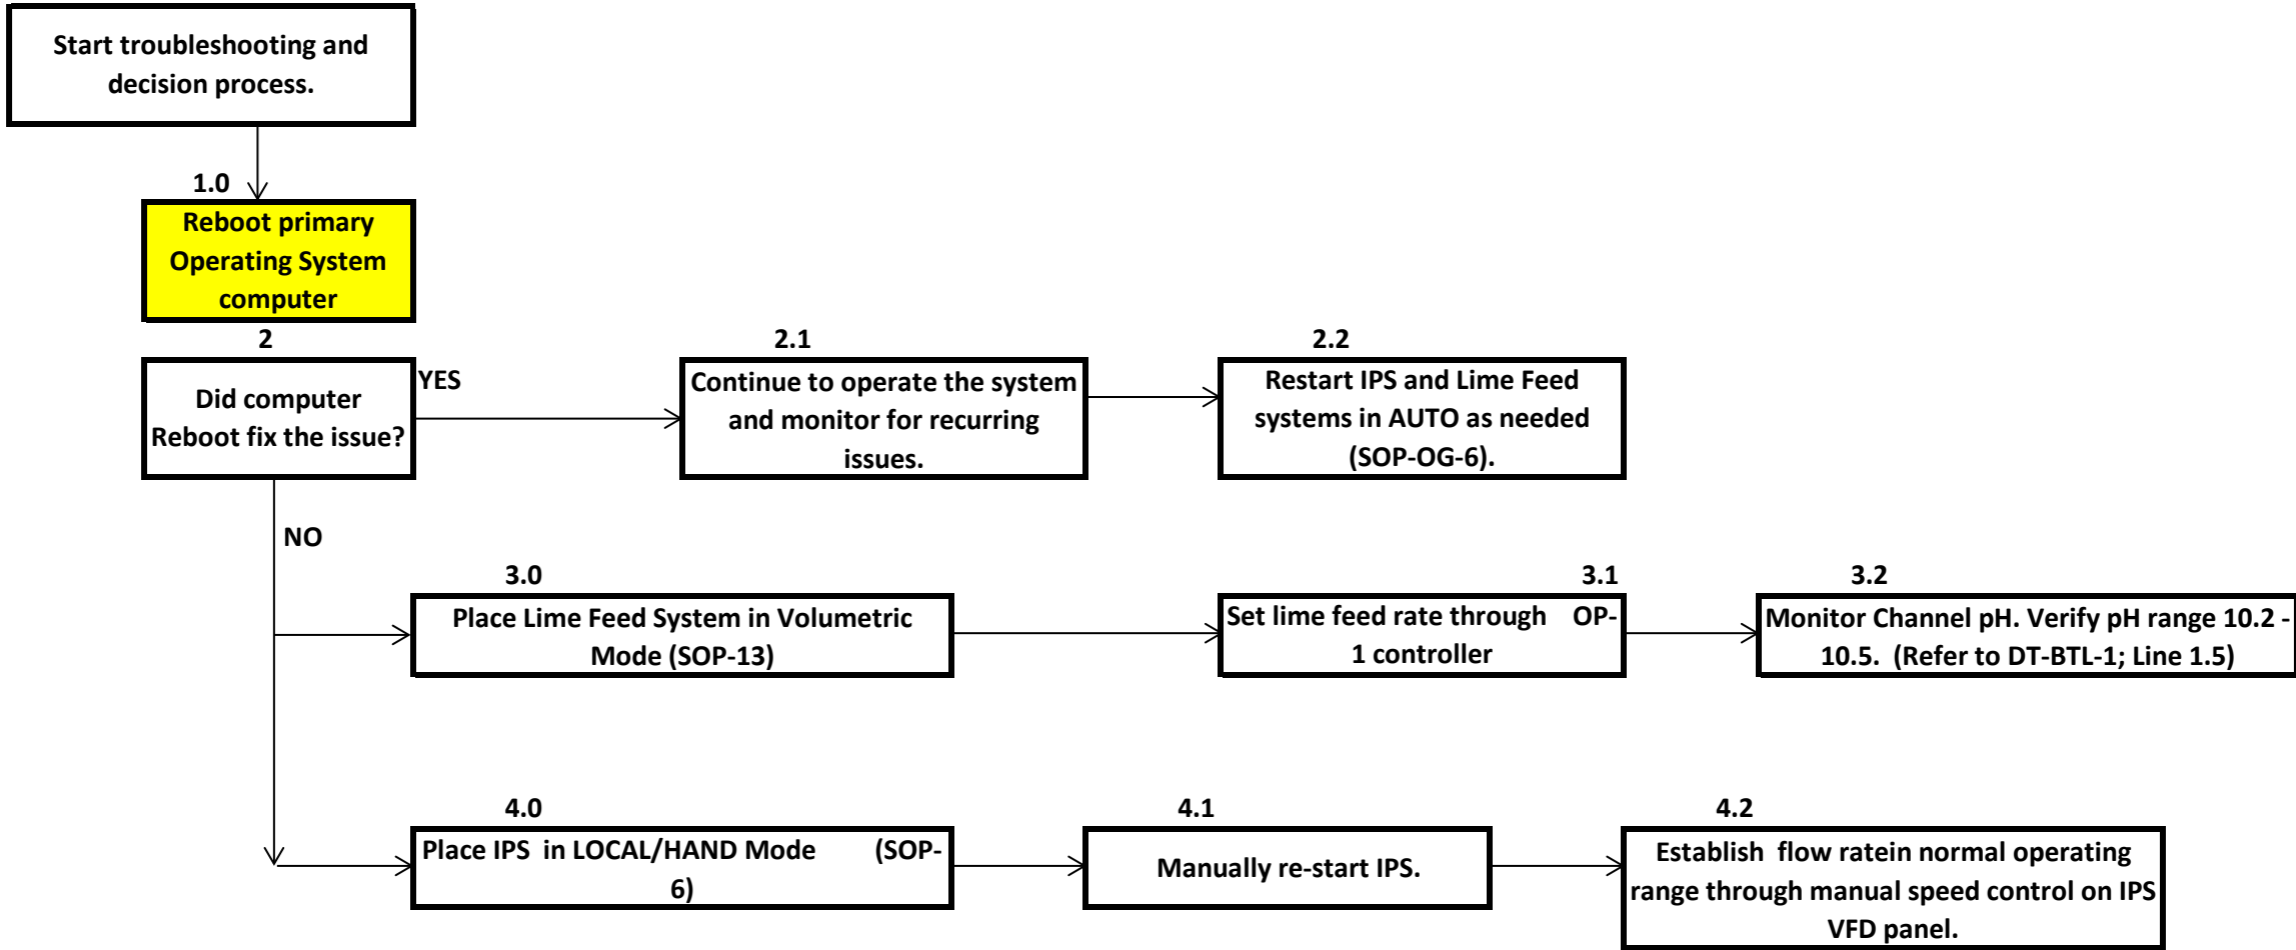 Start troubleshooting and
decision process.
1.0
Reboot primary
Operating System
computer
2
Did computer
Reboot fix the issue?
YES
2.1
Continue to operate the system
and monitor for recurring
issues.
2.2
Restart IPS and Lime Feed
systems in AUTO as needed
(SOP-OG-6).
NO
3.0
Place Lime Feed System in Volumetric
Mode (SOP-13)
3.1
Set lime feed rate through OP-
1 controller
3.2
Monitor Channel pH. Verify pH range 10.2 -
10.5. (Refer to DT-BTL-1; Line 1.5)
4.0
Place IPS in LOCAL/HAND Mode (SOP-
6)
4.1
Manually re-start IPS.
4.2
Establish flow ratein normal operating
range through manual speed control on IPS
VFD panel.